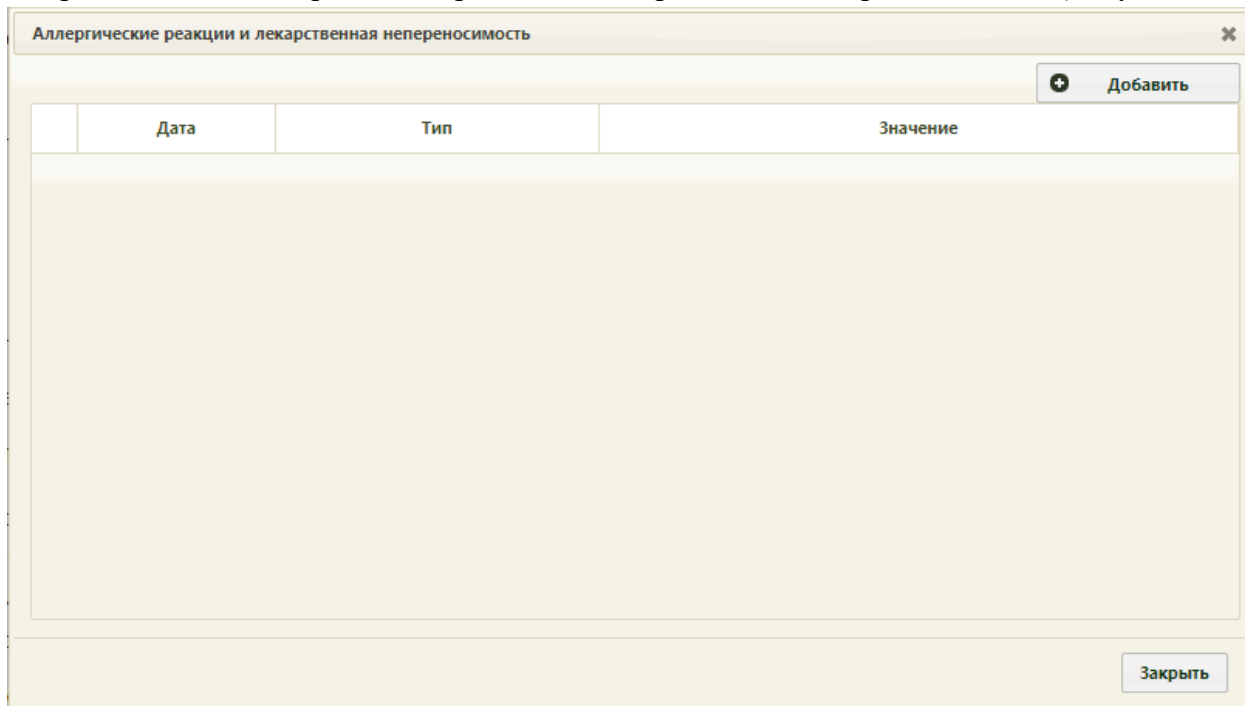 Аллергические реакции и лекарственная непереносимость
Добавить
Дата Тип Значение
Закрыть